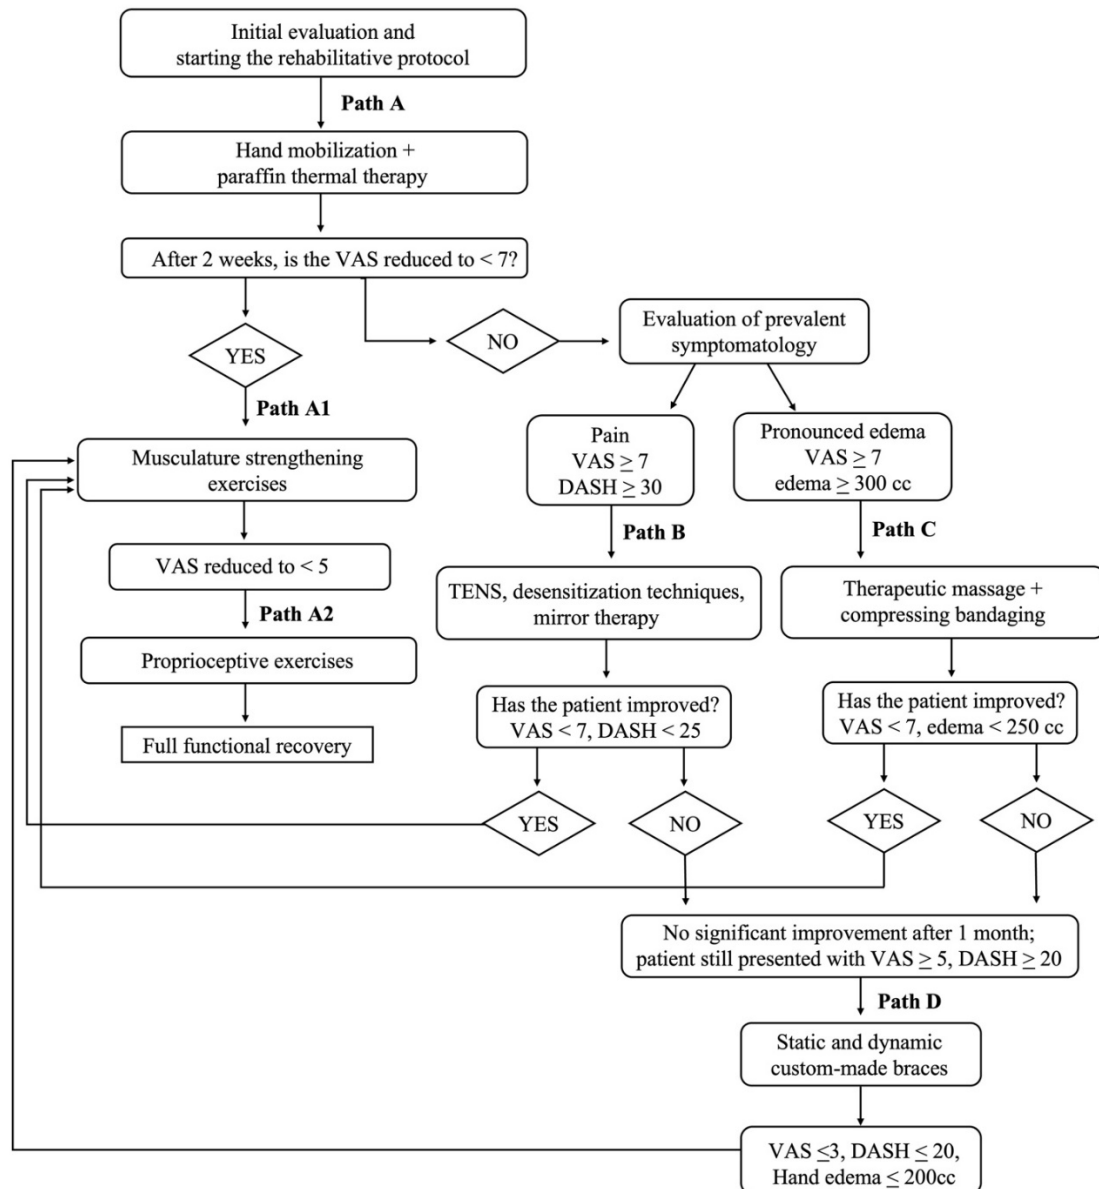 Initial evaluation and
starting the rehabilitative protocol
Path A
Hand mobilization +
paraffin thermal therapy
After 2 weeks, is the VAS reduced to < 7?
YES
NO
Evaluation of prevalent
symptomatology
Path A1
Musculature strengthening
exercises
VAS reduced to < 5
Path A2
Proprioceptive exercises
Full functional recovery
Pain
VAS ≥ 7
DASH ≥ 30
Path B
TENS, desensitization techniques,
mirror therapy
Has the patient improved?
VAS < 7, DASH < 25
YES
NO
Pronounced edema
VAS ≥ 7
edema ≥ 300 cc
Path C
Therapeutic massage +
compressing bandaging
Has the patient improved?
VAS < 7, edema < 250 cc
YES
NO
No significant improvement after 1 month;
patient still presented with VAS ≥ 5, DASH ≥ 20
Path D
Static and dynamic
custom-made braces
VAS ≤3, DASH ≤ 20,
Hand edema ≤ 200cc